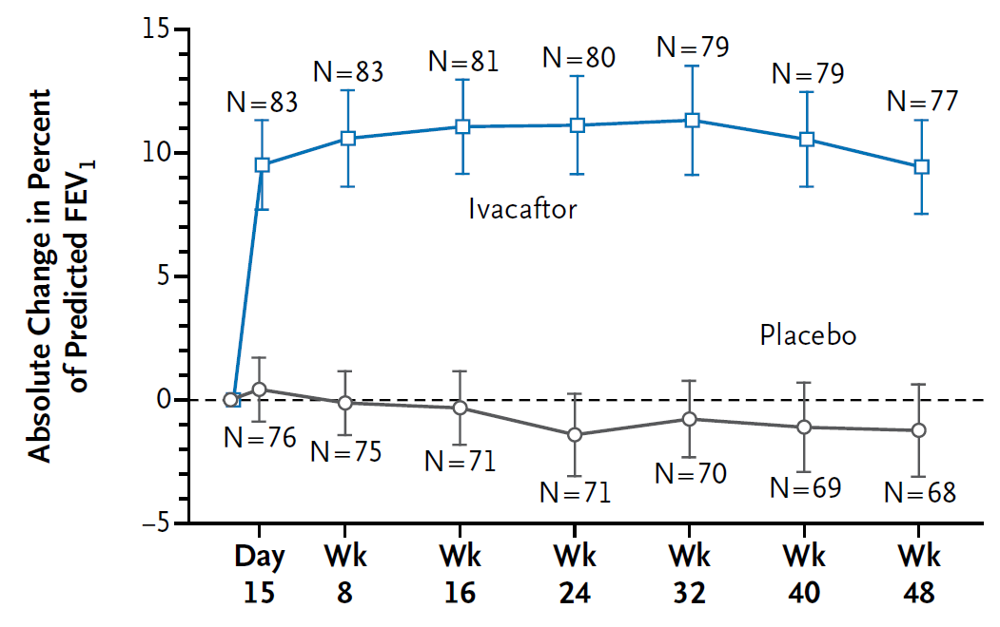 Absolute Change in Percent
of Predicted FEV1
15
10
5
0
−5
N=83
N=83
N=81
N=80
N=79
N=79
N=77
Ivacaftor
Placebo
N=76
N=75
N=71
N=71
N=70
N=69
N=68
Day
15
Wk
8
Wk
16
Wk
24
Wk
32
Wk
40
Wk
48